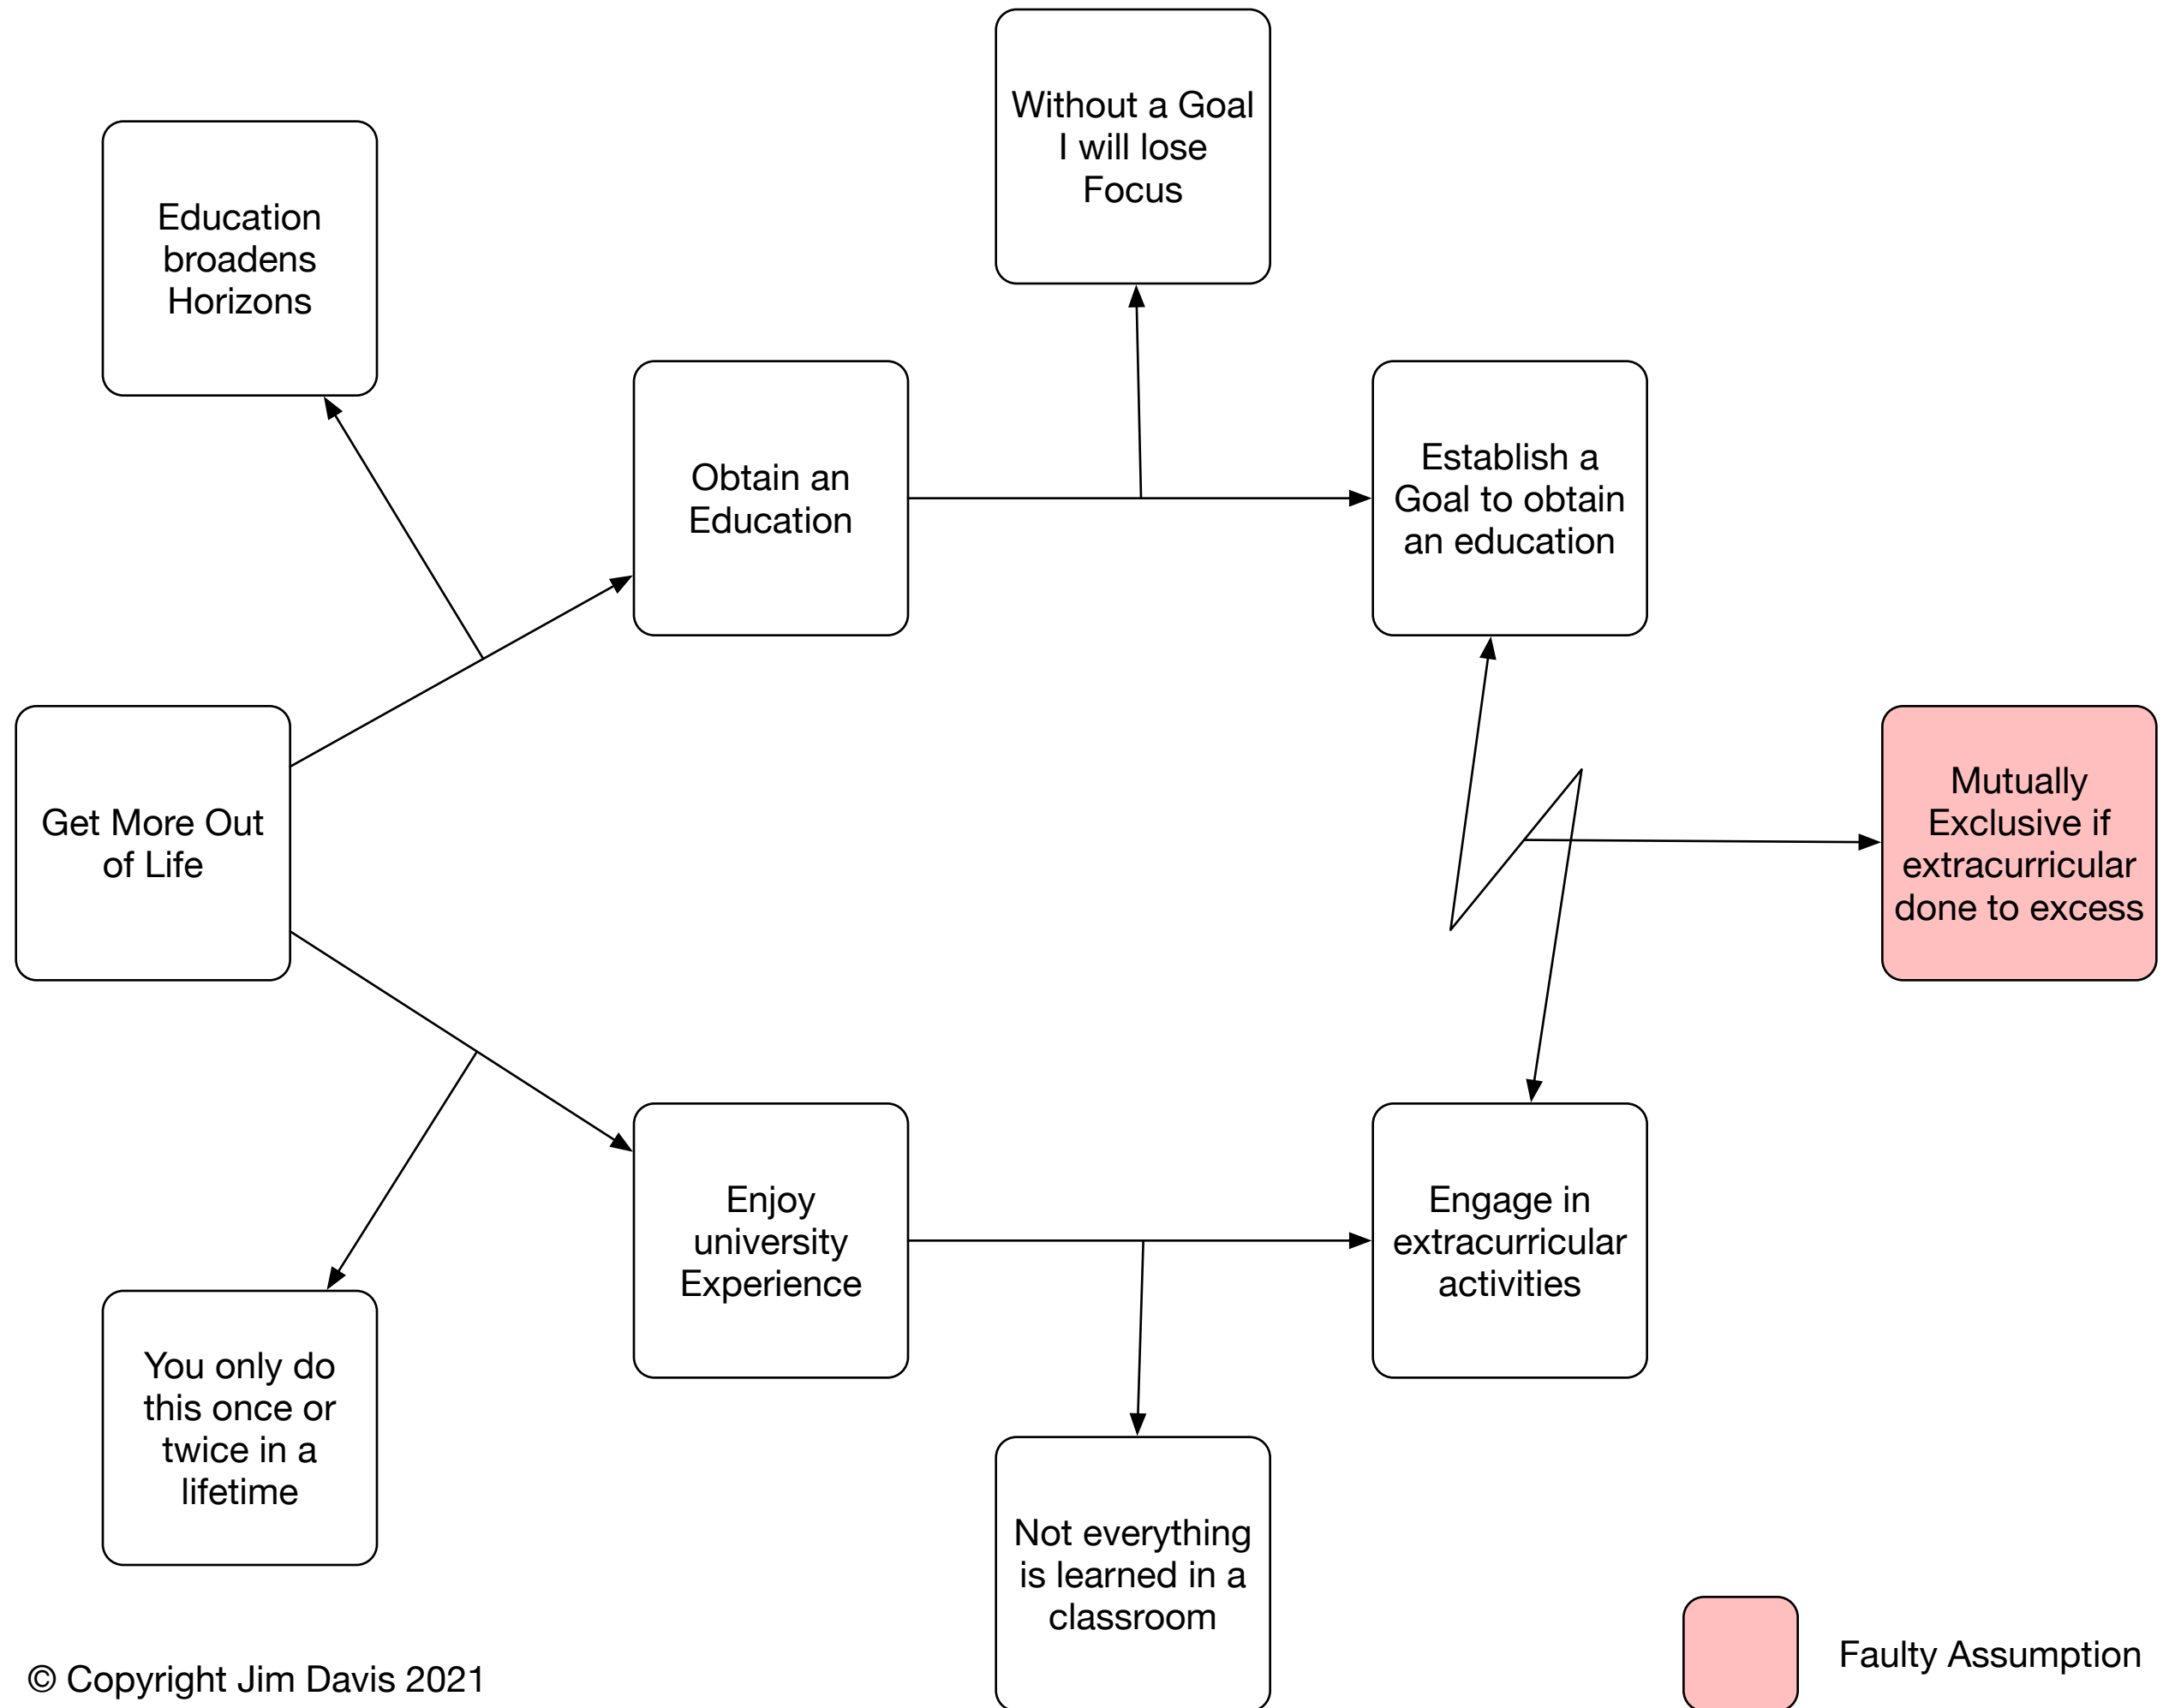 Without a Goal
I will lose
Focus
Education
broadens
Horizons
Obtain an
Education
Establish a
Goal to obtain
an education
Get More Out
of Life
Mutually
Exclusive if
extracurricular
done to excess
Enjoy
university
Experience
Engage in
extracurricular
activities
You only do
this once or
twice in a
lifetime
Not everything
is learned in a
classroom
Faulty Assumption
© Copyright Jim Davis 2021